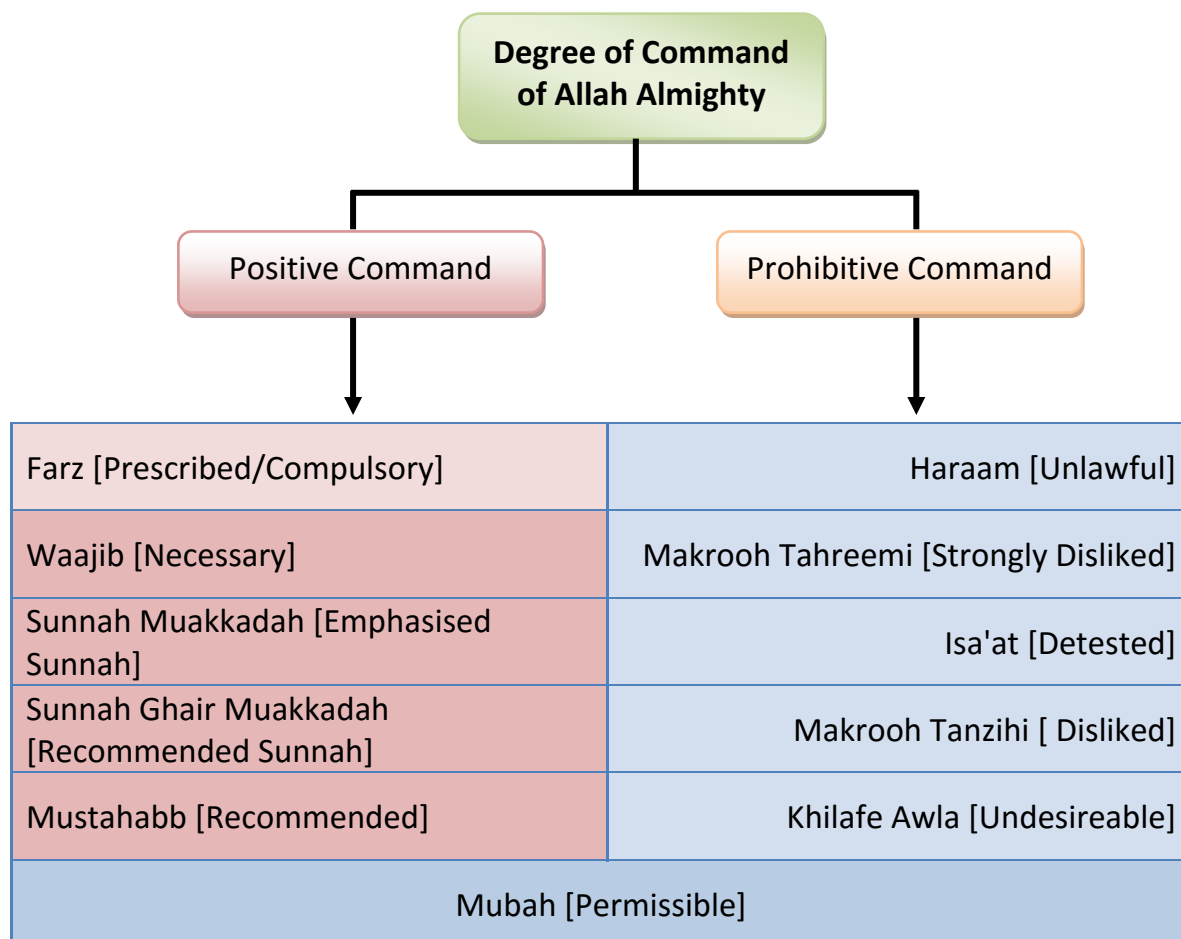 Degree of Command
of Allah Almighty
Positive Command
Prohibitive Command
Farz [Prescribed/Compulsory]
Haraam [Unlawful]
Waajib [Necessary]
Makrooh Tahreemi [Strongly Disliked]
Sunnah Muakkadah [Emphasised
Sunnah]
Isa'at [Detested]
Sunnah Ghair Muakkadah
[Recommended Sunnah]
Makrooh Tanzihi [ Disliked]
Mustahabb [Recommended]
Khilafe Awla [Undesireable]
Mubah [Permissible]